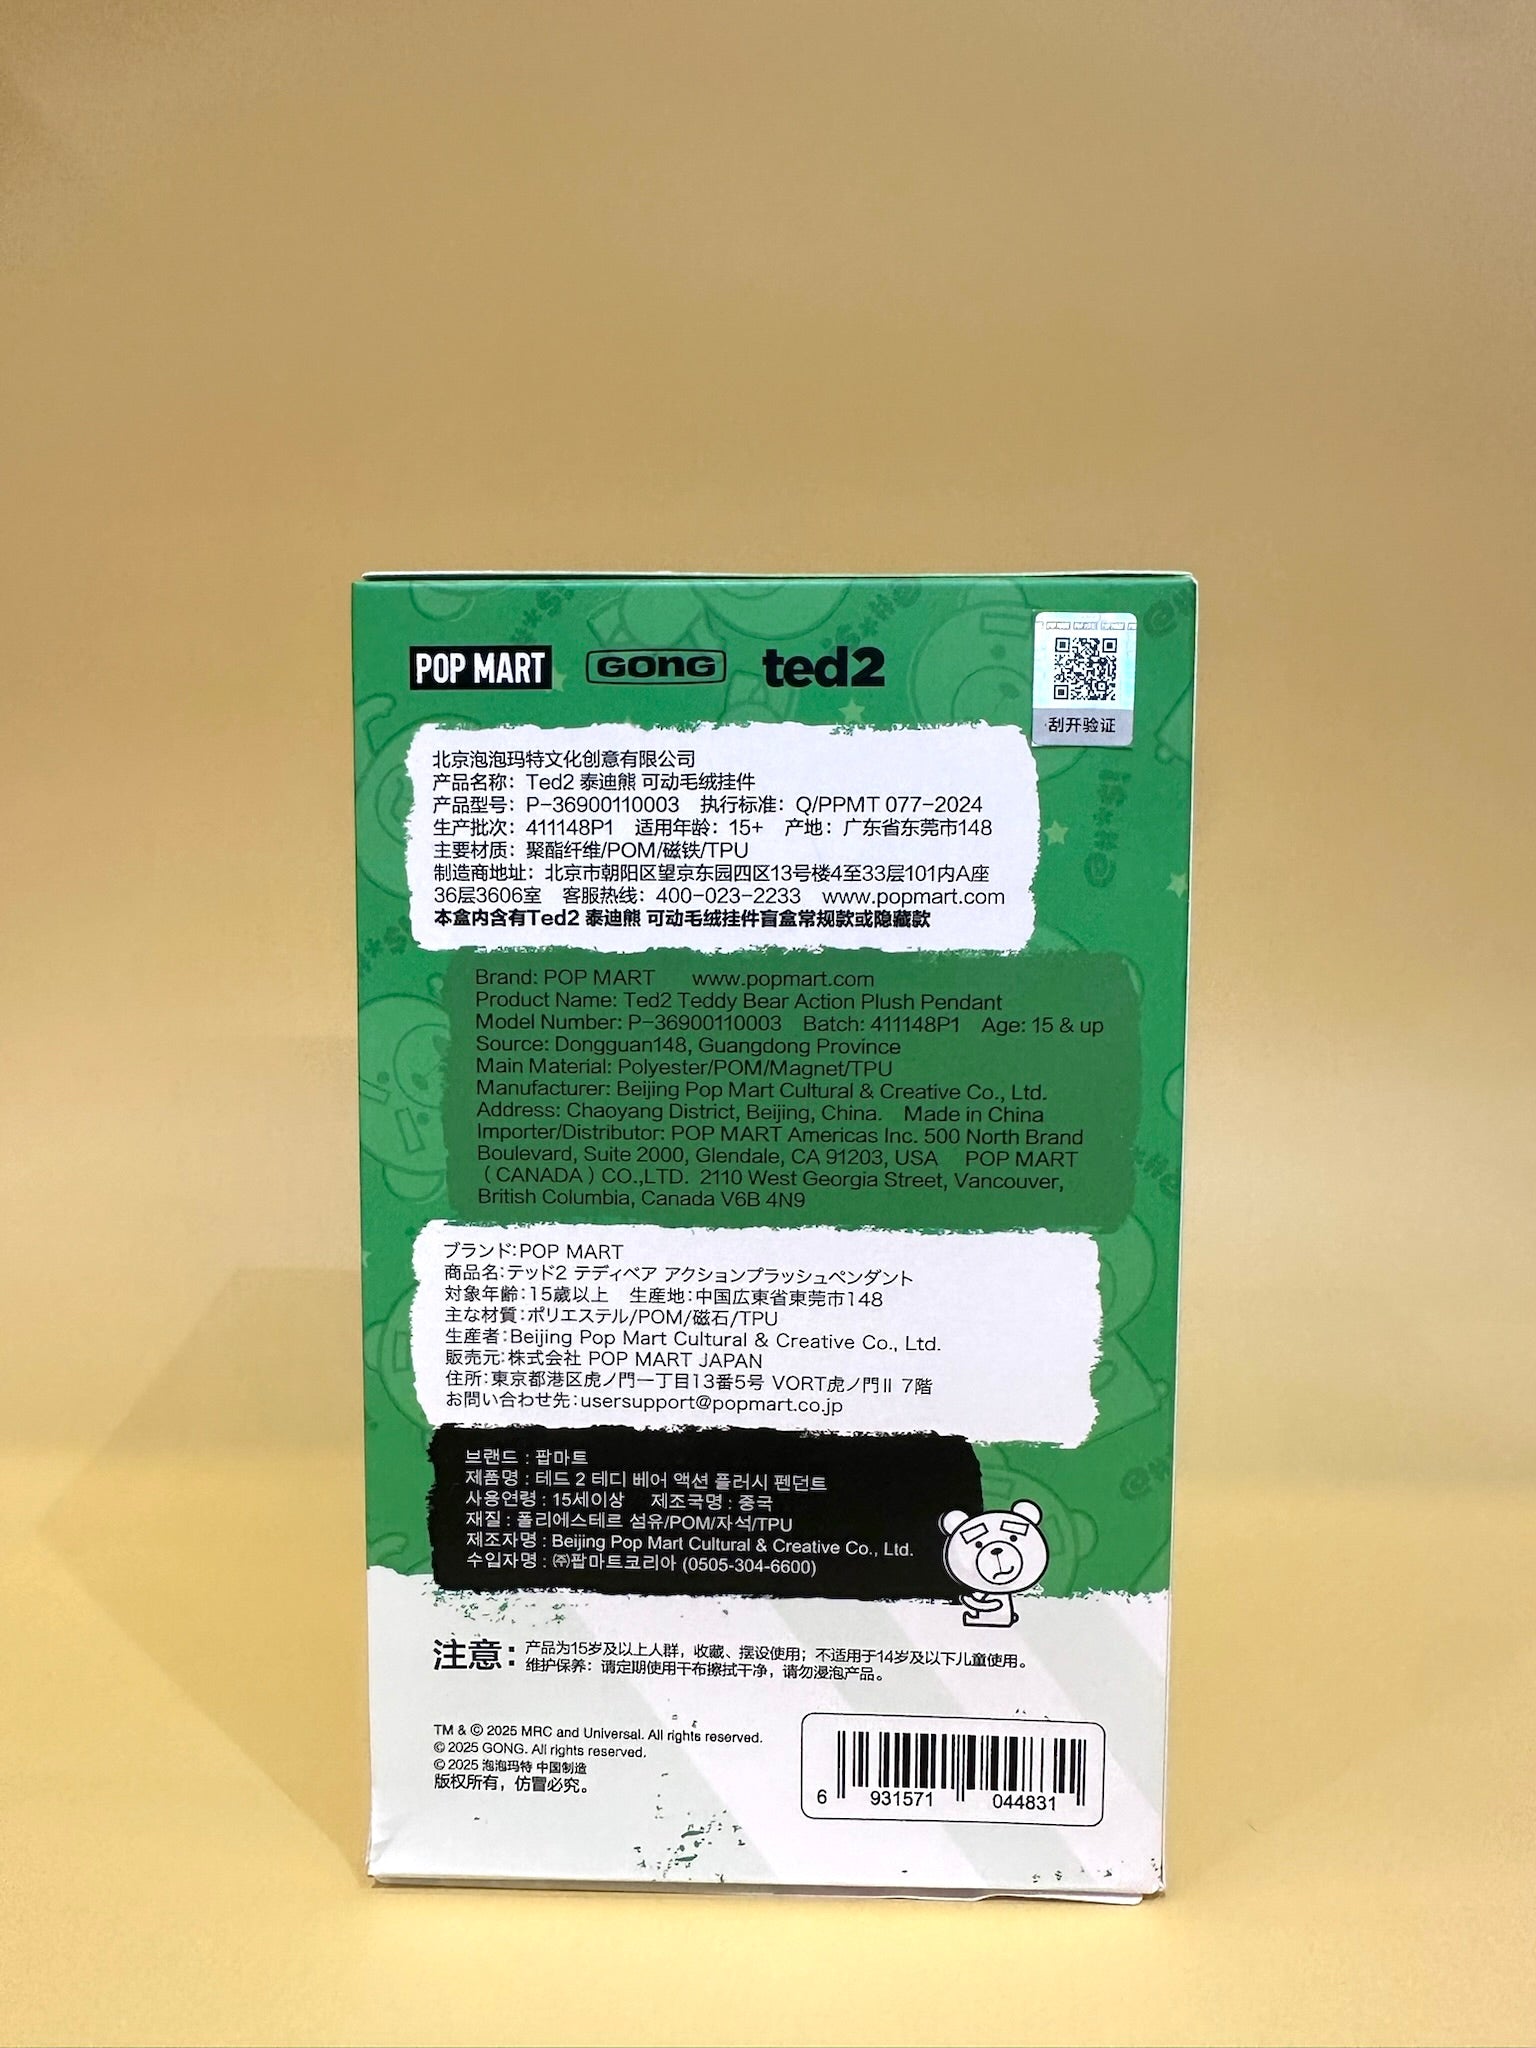 POP MART GONG ted2
刮开验证
北京泡泡玛特文化创意有限公司
产品名称：Ted2 泰迪熊 可动毛绒挂件
产品型号：P-36900110003 执行标准：Q/PPMT 077-2024
生产批次：411148P1 适用年龄：15+ 产地：广东省东莞市148
主要材质：聚酯纤维/POM/磁铁/TPU
制造商地址：北京市朝阳区望京东园四区13号楼4至33层101内A座
36层3606室 客服热线：400-023-2233 www.popmart.com
本盒内含有Ted2 泰迪熊 可动毛绒挂件盲盒常规款或隐藏款
Brand: POP MART www.popmart.com
Product Name: Ted2 Teddy Bear Action Plush Pendant
Model Number: P-36900110003 Batch: 411148P1 Age: 15 & up
Source: Dongguan148, Guangdong Province
Main Material: Polyester/POM/Magnet/TPU
Manufacturer: Beijing Pop Mart Cultural & Creative Co., Ltd.
Address: Chaoyang District, Beijing, China. Made in China
Importer/Distributor: POP MART Americas Inc. 500 North Brand
Boulevard, Suite 2000, Glendale, CA 91203, USA POP MART
（CANADA）CO.,LTD. 2110 West Georgia Street, Vancouver,
British Columbia, Canada V6B 4N9
ブランド:POP MART
商品名:テッド2 テディベア アクションプラッシュペンダント
対象年齢:15歳以上 生産地:中国広東省東莞市148
主な材質:ポリエステル/POM/磁石/TPU
生産者:Beijing Pop Mart Cultural & Creative Co., Ltd.
販売元:株式会社 POP MART JAPAN
住所:東京都港区虎ノ門一丁目13番5号 VORT虎ノ門Ⅱ 7階
お問い合わせ先:usersupport@popmart.co.jp
브랜드 : 팝마트
제품명 : 테드 2 테디 베어 액션 플러시 펜던트
사용연령 : 15세이상 제조국명 : 중국
재질 : 폴리에스테르 섬유/POM/자석/TPU
제조자명 : Beijing Pop Mart Cultural & Creative Co., Ltd.
수입자명 : ㈜팝마트코리아 (0505-304-6600)
注意：产品为15岁及以上人群，收藏、摆设使用；不适用于14岁及以下儿童使用。
维护保养：请定期使用干布擦拭干净，请勿浸泡产品。
TM & © 2025 MRC and Universal. All rights reserved.
© 2025 GONG. All rights reserved.
© 2025 泡泡玛特 中国制造
版权所有，仿冒必究。
6 931571 044831